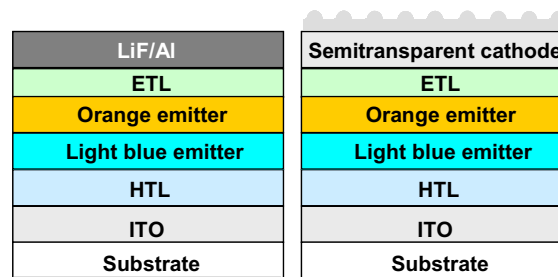 LiF/Al
ETL
Orange emitter
Light blue emitter
HTL
ITO
Substrate
Semitransparent cathode
ETL
Orange emitter
Light blue emitter
HTL
ITO
Substrate